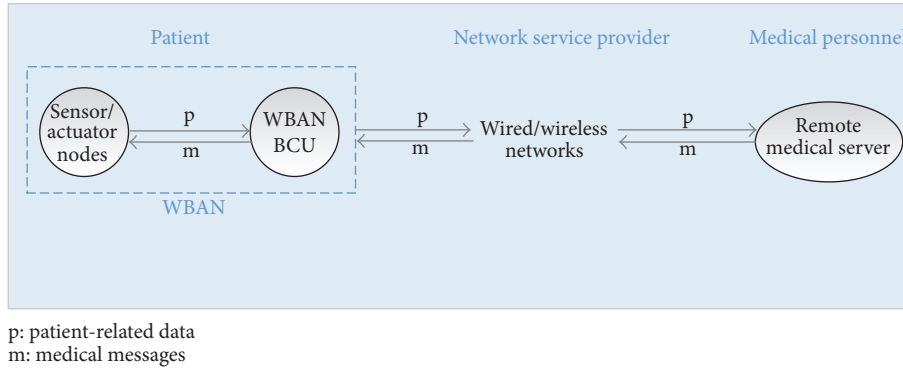 Patient
Network service provider
Medical personnel
Sensor/
actuator
nodes
p
m
WBAN
BCU
p
m
Wired/wireless
networks
p
m
Remote
medical server
WBAN
p: patient-related data
m: medical messages